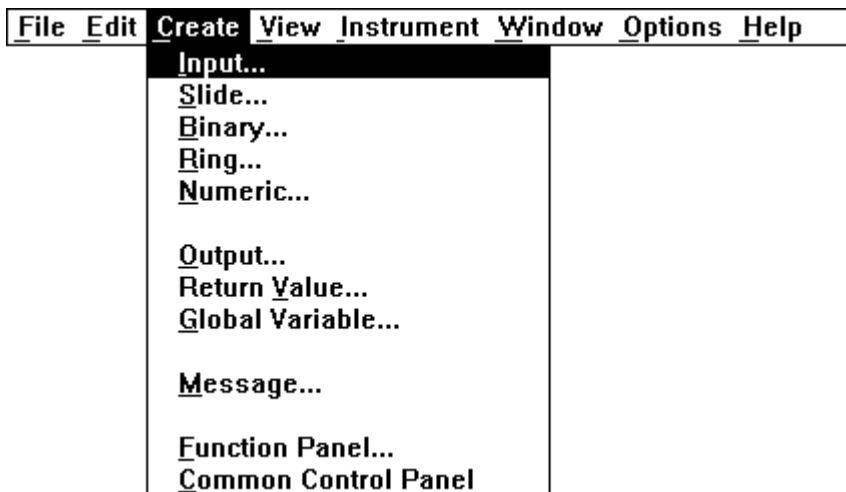 File Edit Create View Instrument Window Options Help
Input...
Slide...
Binary...
Ring...
Numeric...
Output...
Return Value...
Global Variable...
Message...
Function Panel...
Common Control Panel